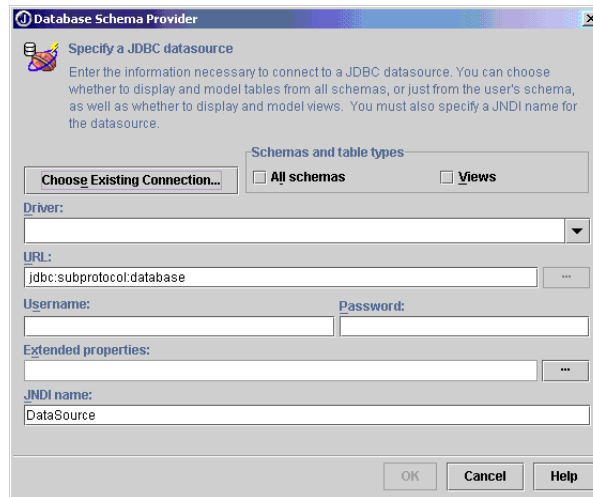 Database Schema Provider
Specify a JDBC datasource
Enter the information necessary to connect to a JDBC datasource. You can choose
whether to display and model tables from all schemas, or just from the user's schema,
as well as whether to display and model views. You must also specify a JNDI name for
the datasource.
Schemas and table types
Choose Existing Connection...
All schemas
Views
Driver:
URL:
jdbc:subprotocol:database
...
Username:
Password:
Extended properties:
...
JNDI name:
DataSource
OK
Cancel
Help